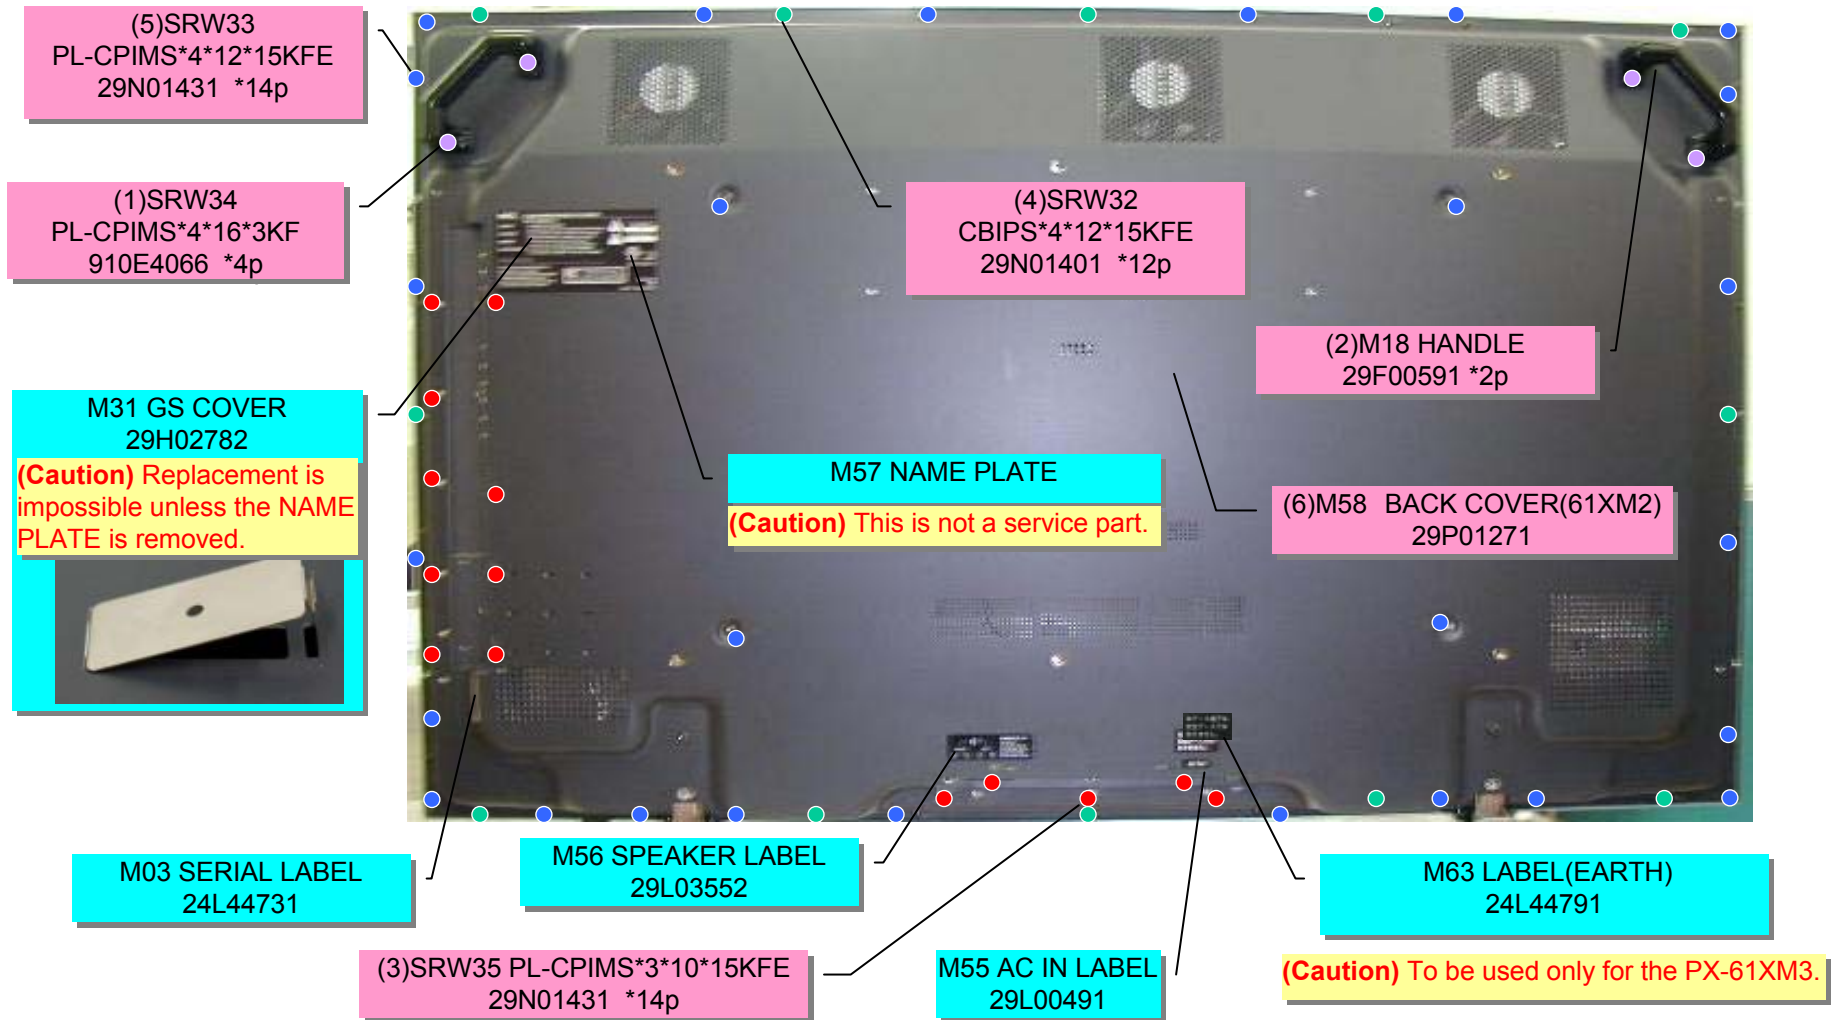 (5)SRW33
PL-CPIMS*4*12*15KFE
29N01431 *14p
(1)SRW34
PL-CPIMS*4*16*3KF
910E4066 *4p
(4)SRW32
CBIPS*4*12*15KFE
29N01401 *12p
(2)M18 HANDLE
29F00591 *2p
M31 GS COVER
29H02782
(Caution) Replacement is
impossible unless the NAME
PLATE is removed.
M57 NAME PLATE
(Caution) This is not a service part.
(6)M58 BACK COVER(61XM2)
29P01271
M03 SERIAL LABEL
24L44731
M56 SPEAKER LABEL
29L03552
M63 LABEL(EARTH)
24L44791
(Caution) To be used only for the PX-61XM3.
(3)SRW35 PL-CPIMS*3*10*15KFE
29N01431 *14p
M55 AC IN LABEL
29L00491